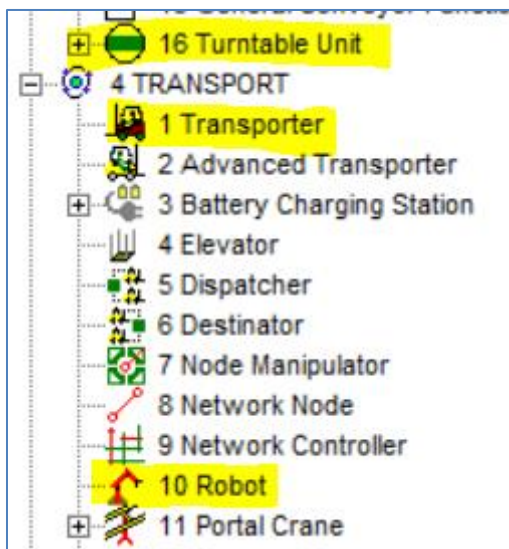 16 Turntable Unit
4 TRANSPORT
1 Transporter
2 Advanced Transporter
3 Battery Charging Station
4 Elevator
5 Dispatcher
6 Destinator
7 Node Manipulator
8 Network Node
9 Network Controller
10 Robot
11 Portal Crane